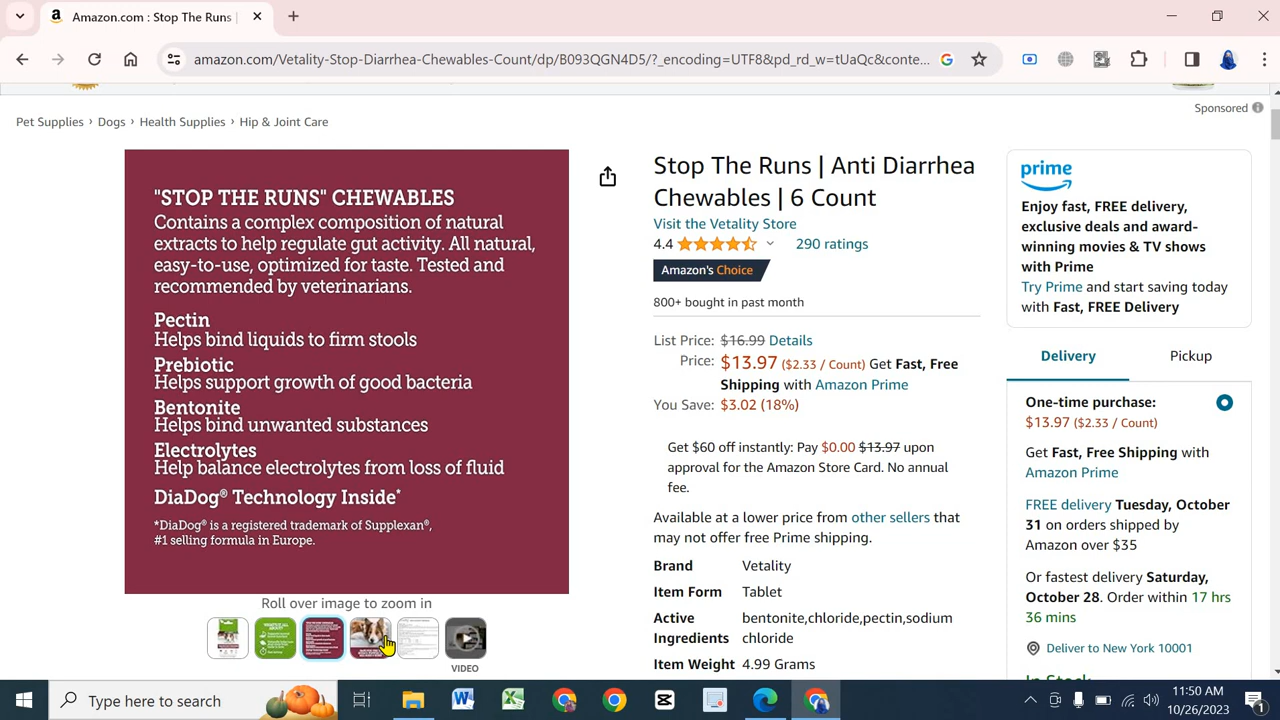 Amazon.com : Stop The Runs |
amazon.com/Vetality-Stop-Diarrhea-Chewables-Count/dp/B093QGN4D5/?_encoding=UTF8&pd_rd_w=tUaQc&conte...
Sponsored
Pet Supplies › Dogs › Health Supplies › Hip & Joint Care
"STOP THE RUNS" CHEWABLES
Contains a complex composition of natural
extracts to help regulate gut activity. All natural,
easy-to-use, optimized for taste. Tested and
recommended by veterinarians.
Pectin
Helps bind liquids to firm stools
Prebiotic
Helps support growth of good bacteria
Bentonite
Helps bind unwanted substances
Electrolytes
Help balance electrolytes from loss of fluid
DiaDog® Technology Inside*
*DiaDog® is a registered trademark of Supplexan®,
#1 selling formula in Europe.
Roll over image to zoom in
VIDEO
Stop The Runs | Anti Diarrhea
Chewables | 6 Count
Visit the Vetality Store
4.4 290 ratings
Amazon's Choice
800+ bought in past month
List Price: $16.99 Details
Price: $13.97 ($2.33 / Count) Get Fast, Free
Shipping with Amazon Prime
You Save: $3.02 (18%)
Get $60 off instantly: Pay $0.00 $13.97 upon
approval for the Amazon Store Card. No annual
fee.
Available at a lower price from other sellers that
may not offer free Prime shipping.
Brand Vetality
Item Form Tablet
Active bentonite,chloride,pectin,sodium
Ingredients chloride
Item Weight 4.99 Grams
prime
Enjoy fast, FREE delivery,
exclusive deals and award-
winning movies & TV shows
with Prime
Try Prime and start saving today
with Fast, FREE Delivery
Delivery Pickup
One-time purchase:
$13.97 ($2.33 / Count)
Get Fast, Free Shipping with
Amazon Prime
FREE delivery Tuesday, October
31 on orders shipped by
Amazon over $35
Or fastest delivery Saturday,
October 28. Order within 17 hrs
36 mins
Deliver to New York 10001
Type here to search
11:50 AM
10/26/2023
1